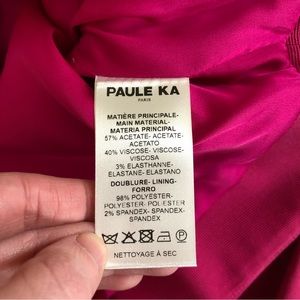 PAULE KA
PARIS
MATIÈRE PRINCIPALE-
MAIN MATERIAL-
MATERIA PRINCIPAL
57% ACETATE- ACETATE-
ACETATO
40% VISCOSE- VISCOSE-
VISCOSA
3% ELASTHANNE-
ELASTANE- ELASTANO
DOUBLURE- LINING-
FORRO
98% POLYESTER-
POLYESTER- POLYESTER
2% SPANDEX- SPANDEX-
SPANDEX
P
NETTOYAGE À SEC